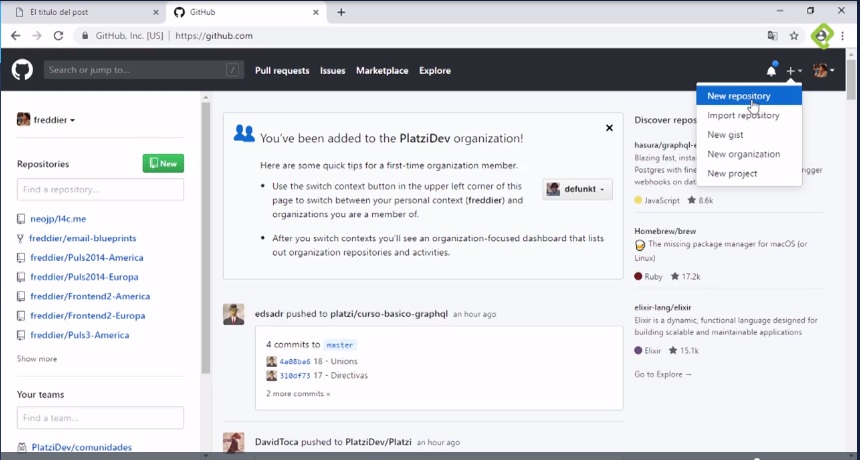 El titulo del post
GitHub
GitHub, Inc. [US] | https://github.com
Search or jump to...
/
Pull requests Issues Marketplace Explore
New repository
Import repository
New gist
New organization
New project
freddier
Repositories
New
Find a repository...
neojp/l4c.me
freddier/email-blueprints
freddier/Puls2014-America
freddier/Puls2014-Europa
freddier/Frontend2-America
freddier/Frontend2-Europa
freddier/Puls3-America
Show more
Your teams
Find a team...
PlatziDev/comunidades
You've been added to the PlatziDev organization!
Here are some quick tips for a first-time organization member.
Use the switch context button in the upper left corner of this
page to switch between your personal context (freddier) and
organizations you are a member of.
defunkt
After you switch contexts you'll see an organization-focused dashboard that lists
out organization repositories and activities.
edsadr pushed to platzi/curso-basico-graphql an hour ago
4 commits to master
4a08ba6 18 - Unions
310df73 17 - Directivas
2 more commits »
DavidToca pushed to PlatziDev/Platzi an hour ago
Discover repos
hasura/graphql-e
Blazing fast, insta
Postgres with fine trigger
webhooks on dat
JavaScript 8.6k
Homebrew/brew
The missing package manager for macOS (or
Linux)
Ruby 17.2k
elixir-lang/elixir
Elixir is a dynamic, functional language designed for
building scalable and maintainable applications
Elixir 15.1k
Go to Explore →